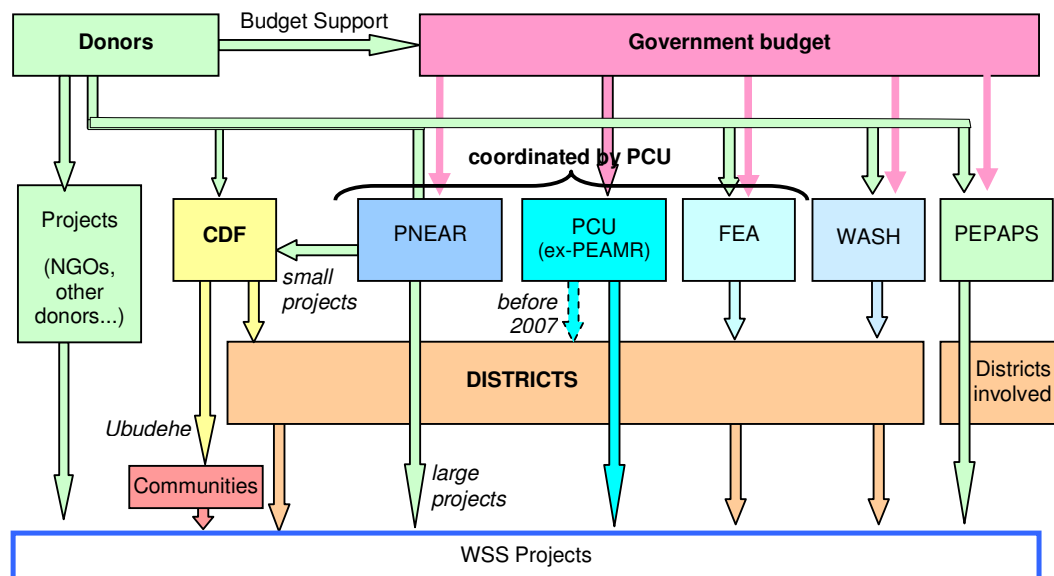 Budget Support
Donors
Government budget
coordinated by PCU
Projects
(NGOs,
other
donors...)
CDF
PNEAR
PCU
(ex-PEAMR)
FEA
WASH
PEPAPS
small
projects
before
2007
DISTRICTS
Districts
involved
Ubudehe
Communities
large
projects
WSS Projects